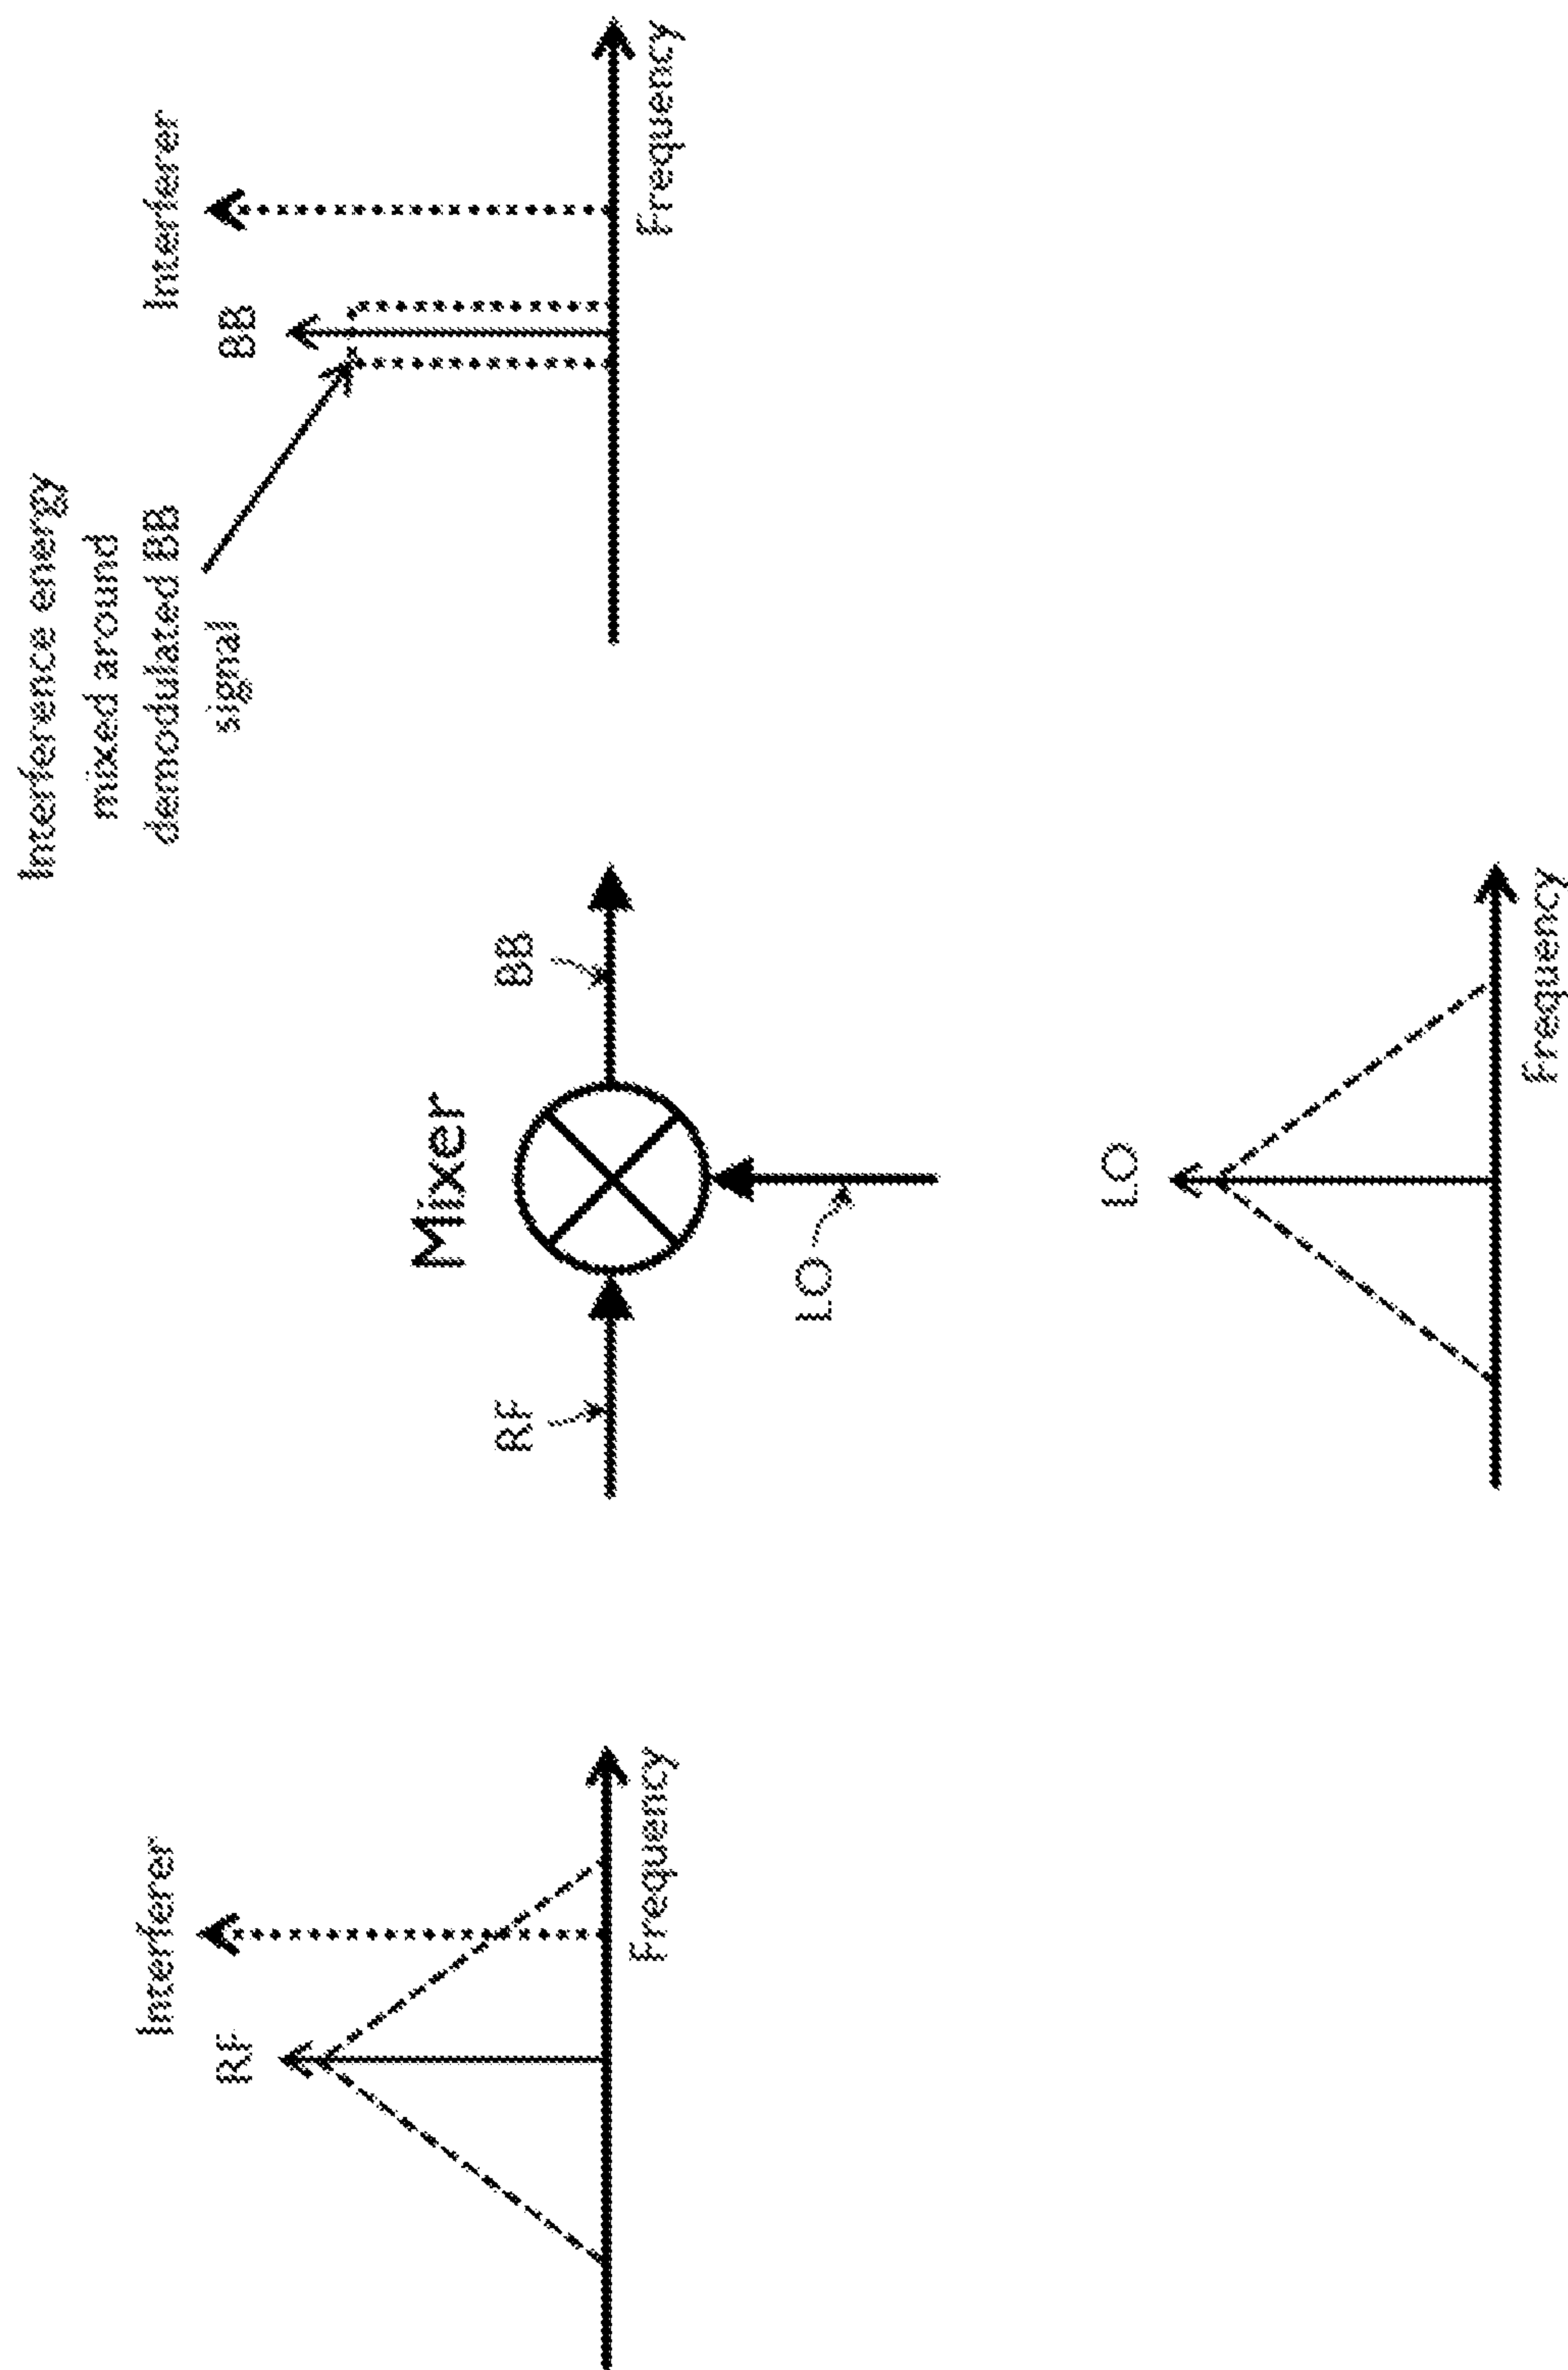 Interferer
RF
Frequency
Mixer
RF
BB
LO
LO
Frequency
Interference energy
mixed around
demodulated BB
signal
Interferer
BB
Frequency